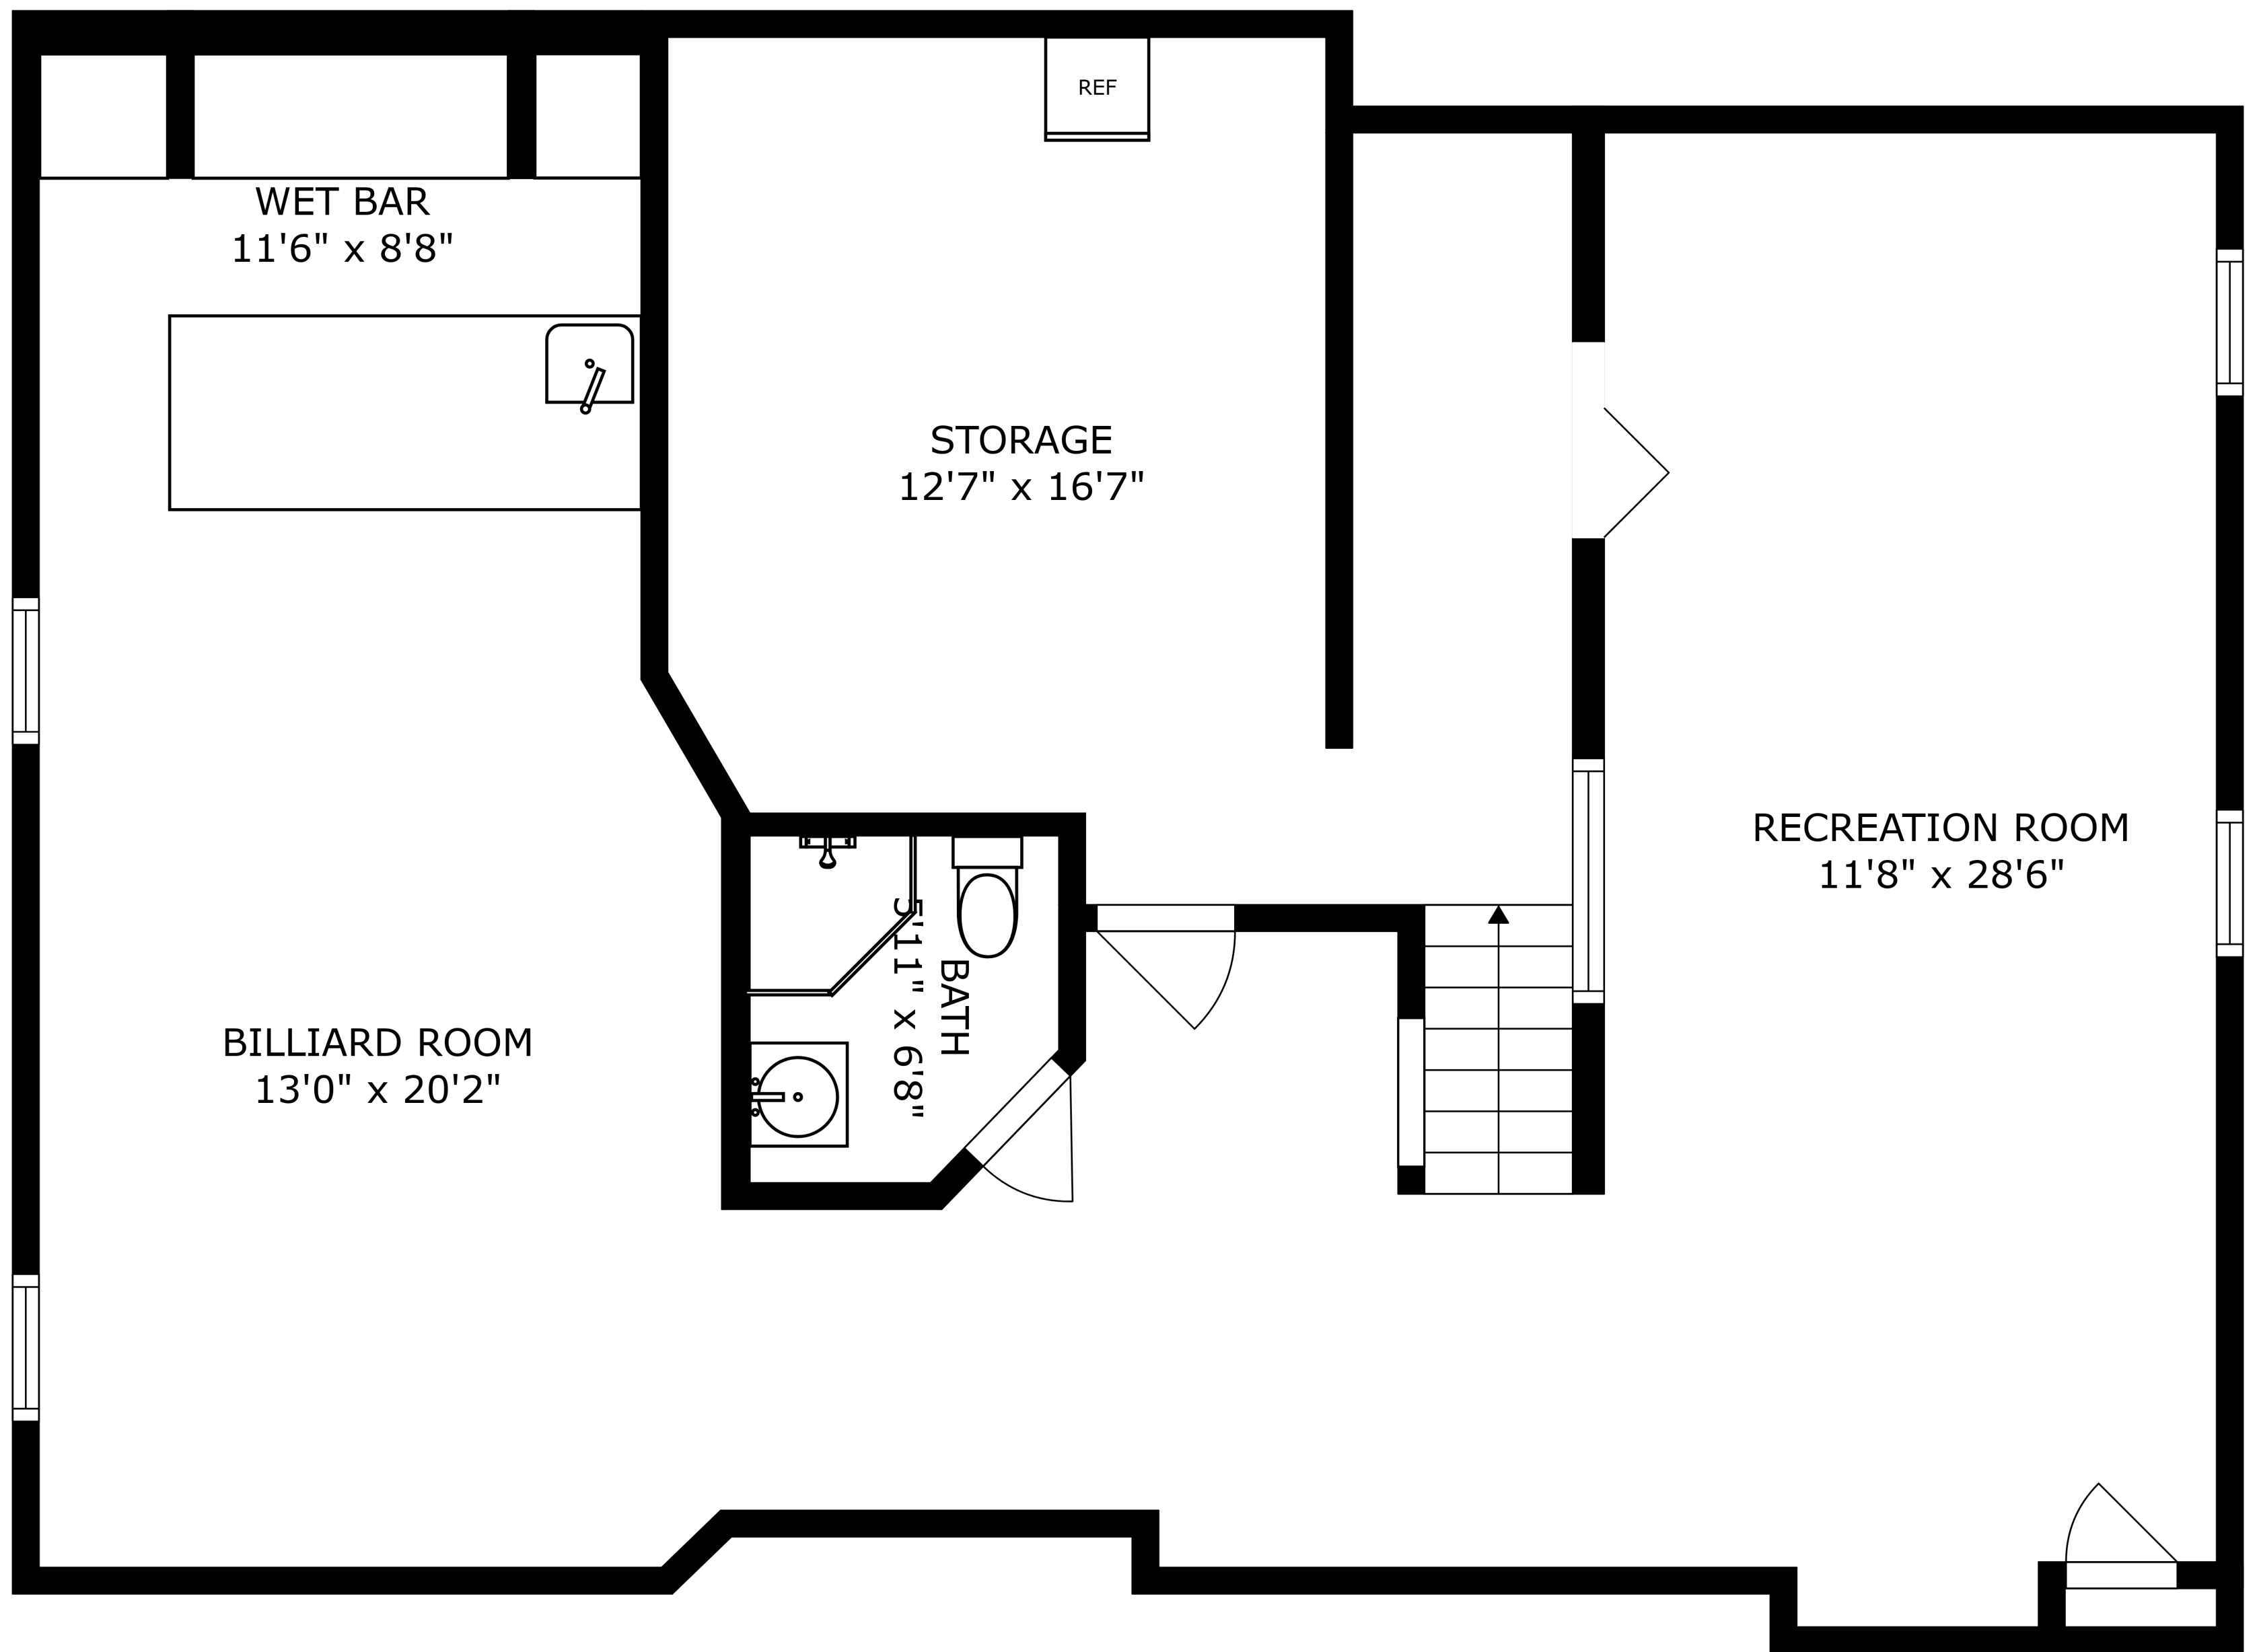 REF
WET BAR
11'6" x 8'8"
STORAGE
12'7" x 16'7"
RECREATION ROOM
11'8" x 28'6"
BATH
5'11" x 6'8"
BILLIARD ROOM
13'0" x 20'2"